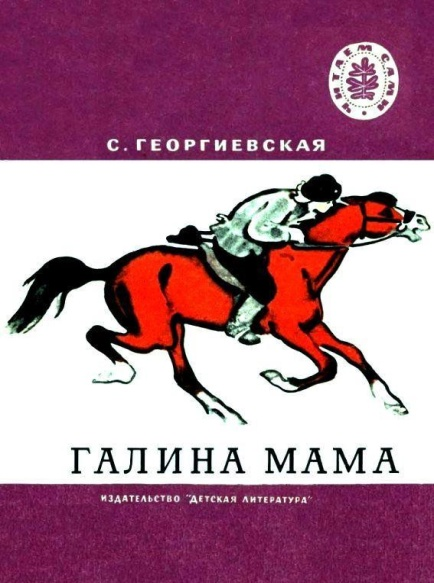 ЧИТАЕМ САМИ
С. ГЕОРГИЕВСКАЯ
ГАЛИНА МАМА
ИЗДАТЕЛЬСТВО "ДЕТСКАЯ ЛИТЕРАТУРА"